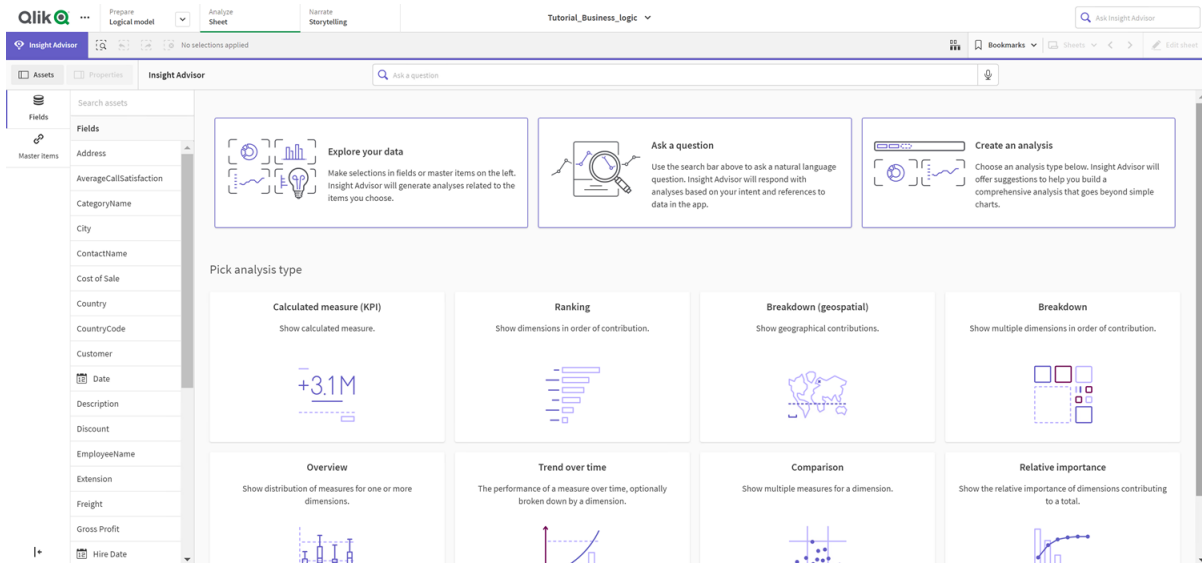 Qlik
Prepare
Logical model
Analyze
Sheet
Narrate
Storytelling
Tutorial_Business_logic
Ask Insight Advisor
Insight Advisor
No selections applied
Bookmarks
Sheets
Edit sheet
Assets
Properties
Insight Advisor
Ask a question
Fields
Master Items
Search assets
Fields
Address
AverageCallSatisfaction
CategoryName
City
ContactName
Cost of Sale
Country
CountryCode
Customer
Date
Description
Discount
EmployeeName
Extension
Freight
Gross Profit
Hire Date
Explore your data
Make selections in fields or master items on the left.
Insight Advisor will generate analyses related to the
items you choose.
Ask a question
Use the search bar above to ask a natural language
question. Insight Advisor will respond with
analyses based on your intent and references to
data in the app.
Create an analysis
Choose an analysis type below. Insight Advisor will
offer suggestions to help you build a
comprehensive analysis that goes beyond simple
charts.
Pick analysis type
Calculated measure (KPI)
Show calculated measure.
+3.1M
Ranking
Show dimensions in order of contribution.
Breakdown (geospatial)
Show geographical contributions.
Breakdown
Show multiple dimensions in order of contribution.
Overview
Show distribution of measures for one or more
dimensions.
Trend over time
The performance of a measure over time, optionally
broken down by a dimension.
Comparison
Show multiple measures for a dimension.
Relative importance
Show the relative importance of dimensions contributing
to a total.